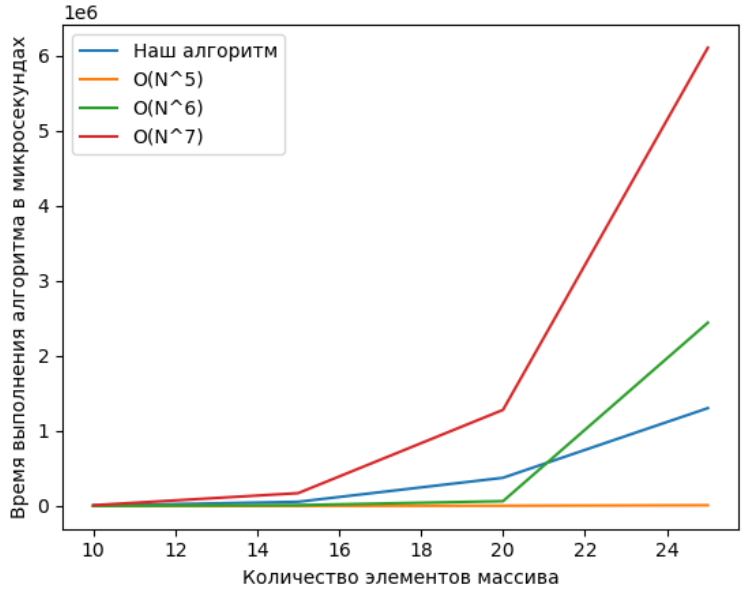 1e6
Наш алгоритм
O(N^5)
O(N^6)
O(N^7)
Время выполнения алгоритма в микросекундах
6
5
4
3
2
1
0
10 12 14 16 18 20 22 24
Количество элементов массива